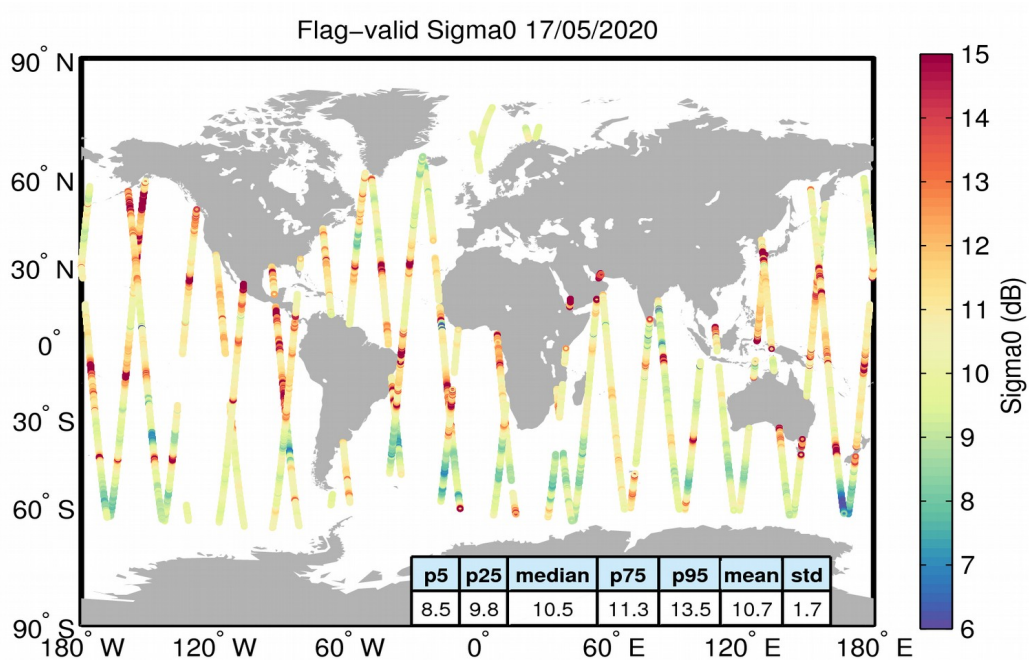 Flag−valid Sigma0 17/05/2020
90° N
60° N
30° N
0°
30° S
60° S
90° S
180° W
120° W
60° W
0°
60° E
120° E
180° E
15
14
13
12
11
10
9
8
7
6
Sigma0 (dB)
p5 p25 median p75 p95 mean std
8.5 9.8 10.5 11.3 13.5 10.7 1.7